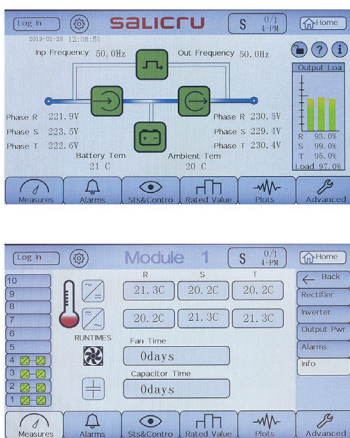 Log In
SALICRU
S 0/1
4-PM
Home
2019-01-28 12:08:51
Inp Frequency 50.0Hz
Out Frequency 50.0Hz
Output Loa
Phase R 221.9V
Phase S 223.5V
Phase T 222.6V
Phase R 230.5V
Phase S 229.4V
Phase T 230.4V
Battery Tem
21 C
Ambient Tem
20 C
R 93.0%
S 99.0%
T 95.0%
Load 97.0%
Measures
Alarms
Sts&Contro
Rated Value
Plots
Advanced
Log In
Module 1
S 0/1
4-PM
Home
10
9
8
7
6
5
4
3
2
1
R S T
21.3C 20.2C 20.2C
20.2C 21.3C 21.3C
RUNTIMES
Fan Time
0days
Capacitor Time
0days
Back
Rectifier
Inverter
Output Pwr
Alarms
Info
Measures
Alarms
Sts&Contro
Rated Value
Plots
Advanced